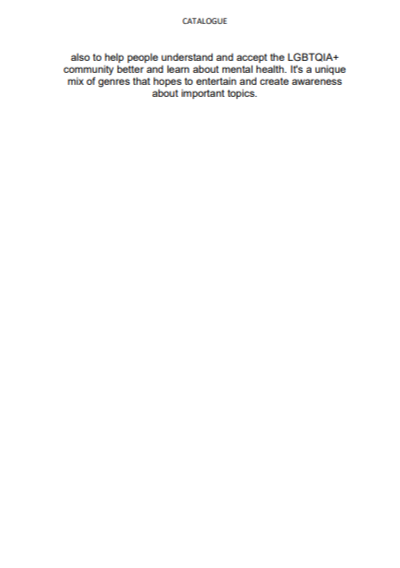 CATALOGUE
also to help people understand and accept the LGBTQIA+
community better and learn about mental health. It's a unique
mix of genres that hopes to entertain and create awareness
about important topics.